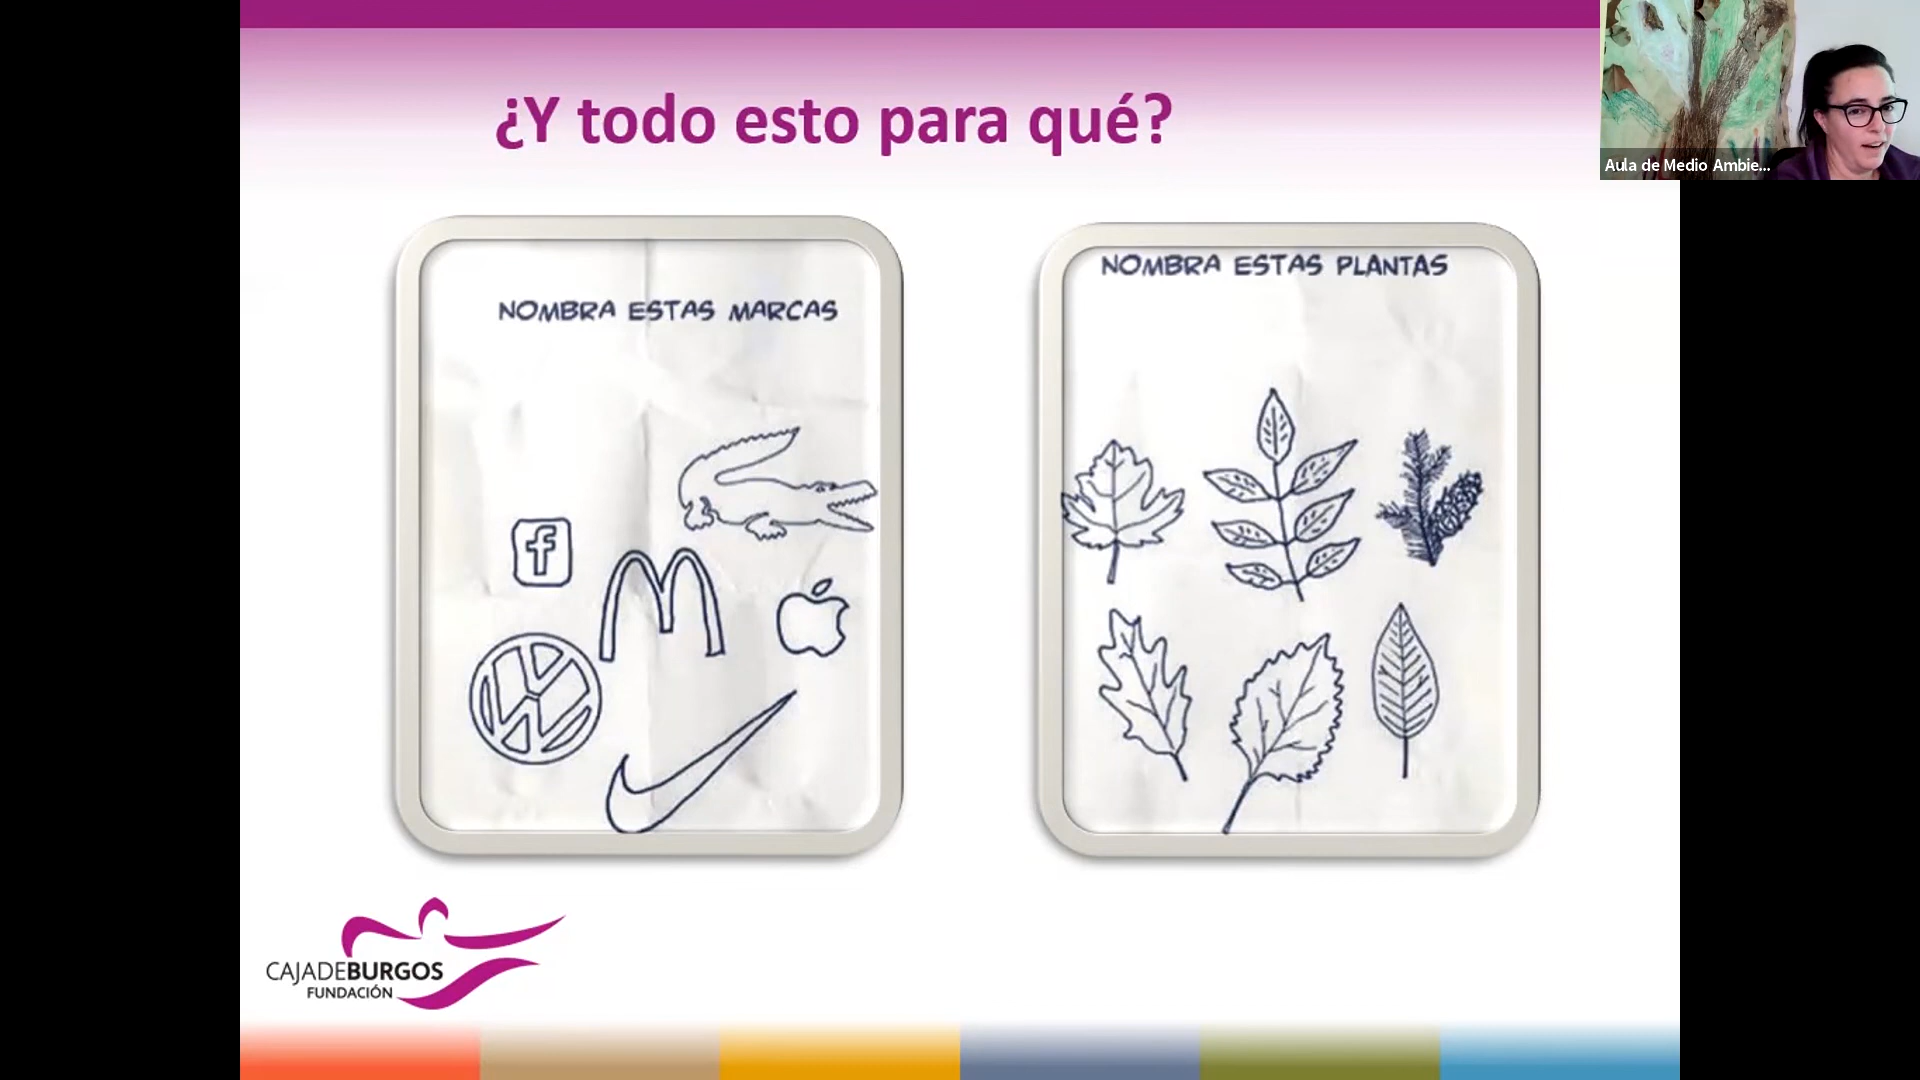 ¿Y todo esto para qué?
Aula de Medio Ambie...
NOMBRA ESTAS MARCAS
NOMBRA ESTAS PLANTAS
f
CAJADEBURGOS
FUNDACIÓN